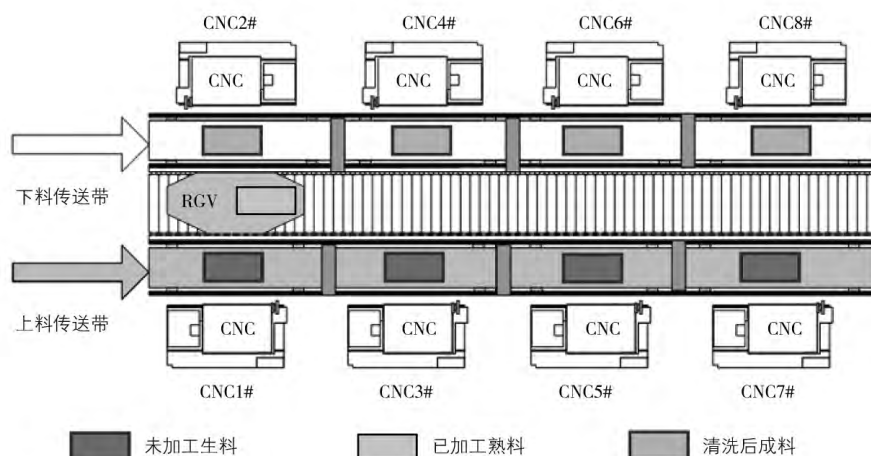 CNC2# CNC4# CNC6# CNC8#
CNC CNC CNC CNC
下料传送带
RGV
上料传送带
CNC CNC CNC CNC
CNC1# CNC3# CNC5# CNC7#
未加工生料 已加工熟料 清洗后成料